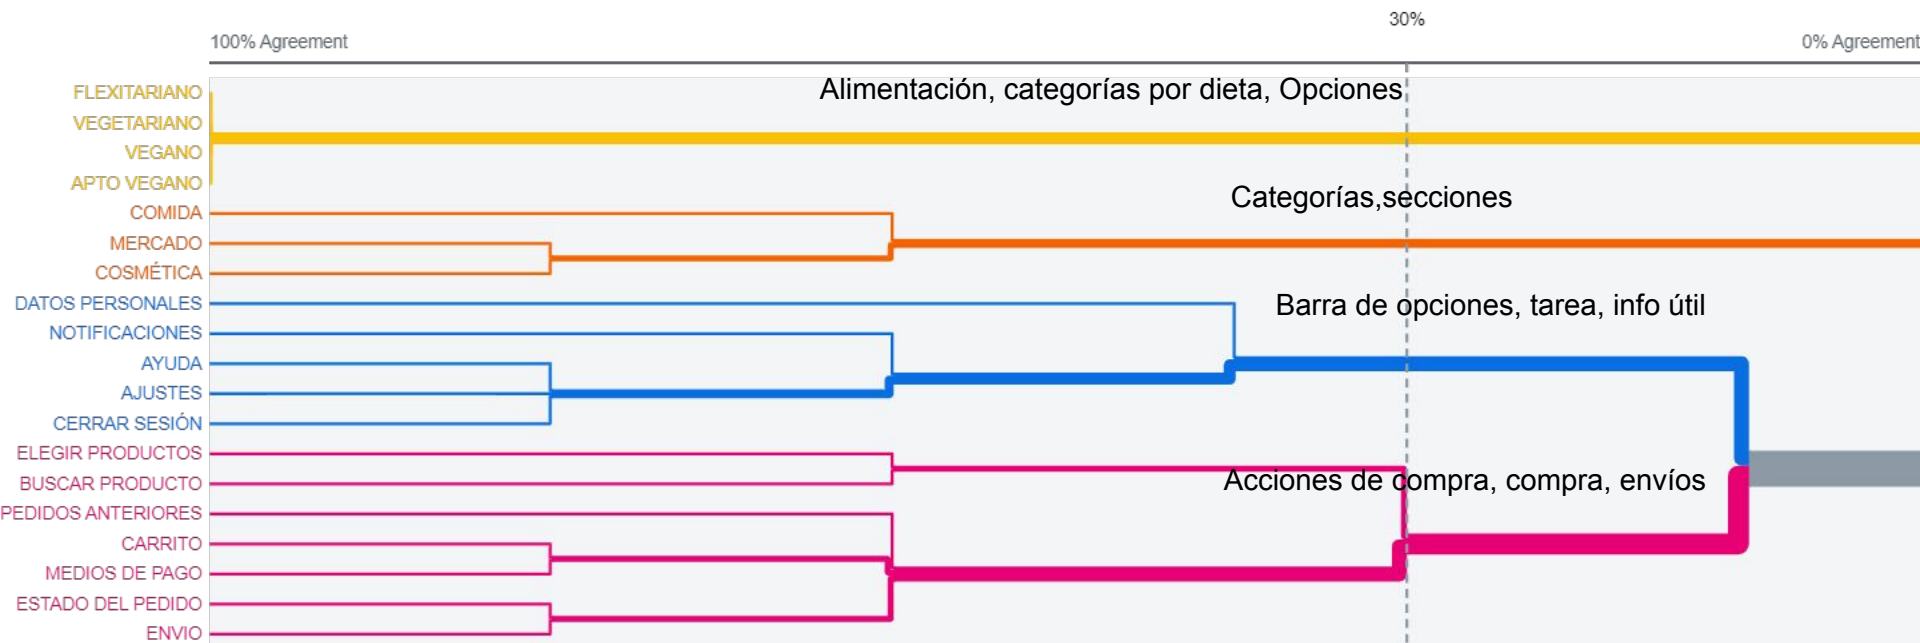 30%
100% Agreement
0% Agreement
FLEXITARIANO
Alimentación, categorías por dieta, Opciones
VEGETARIANO
VEGANO
APTO VEGANO
Categorías,secciones
COMIDA
MERCADO
COSMÉTICA
DATOS PERSONALES
Barra de opciones, tarea, info útil
NOTIFICACIONES
AYUDA
AJUSTES
CERRAR SESIÓN
ELEGIR PRODUCTOS
BUSCAR PRODUCTO
Acciones de compra, compra, envíos
PEDIDOS ANTERIORES
CARRITO
MEDIOS DE PAGO
ESTADO DEL PEDIDO
ENVIO